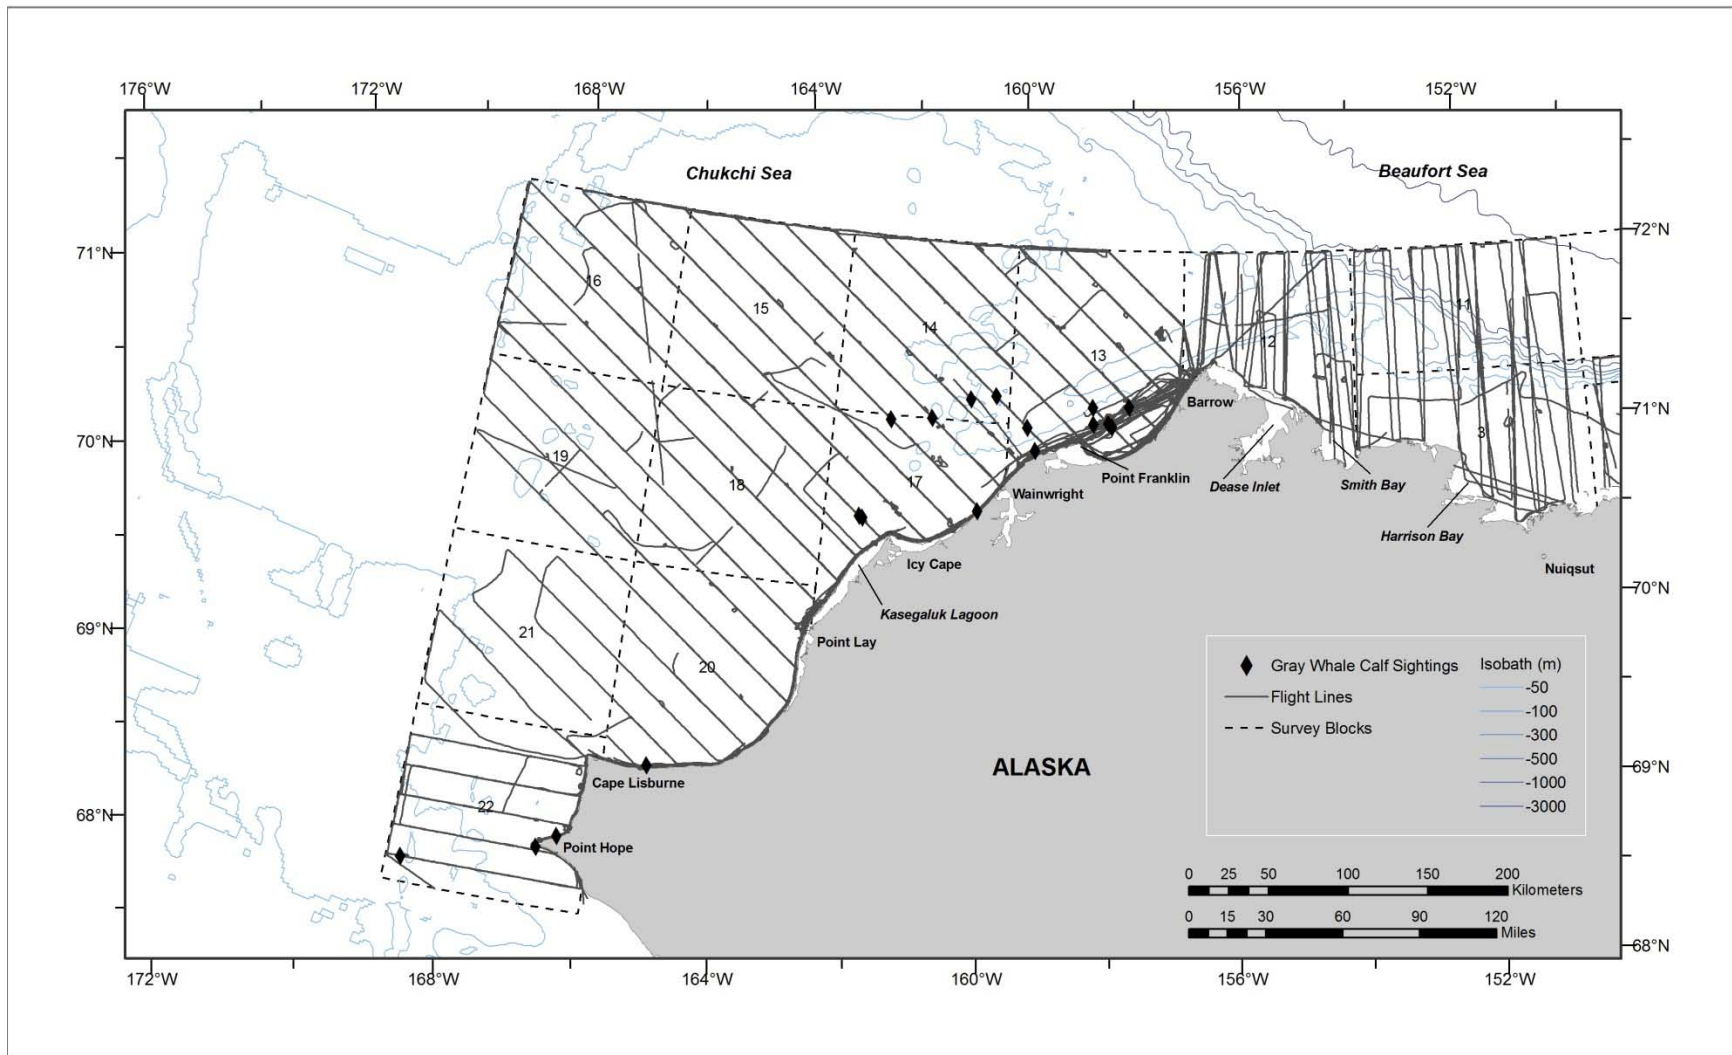 176°W 172°W 168°W 164°W 160°W 156°W 152°W
Chukchi Sea
Beaufort Sea
72°N
71°N
16
15
14
13
12
11
71°N
Barrow
70°N
19
18
17
3
Point Franklin
Dease Inlet
Smith Bay
Wainwright
Harrison Bay
Icy Cape
Nuiqsut
70°N
Kasegaluk Lagoon
69°N
21
20
Point Lay
Gray Whale Calf Sightings
Flight Lines
Survey Blocks
Isobath (m)
-50
-100
-300
-500
-1000
-3000
ALASKA
69°N
Cape Lisburne
68°N
22
Point Hope
0 25 50 100 150 200
Kilometers
0 15 30 60 90 120
Miles
68°N
172°W 168°W 164°W 160°W 156°W 152°W